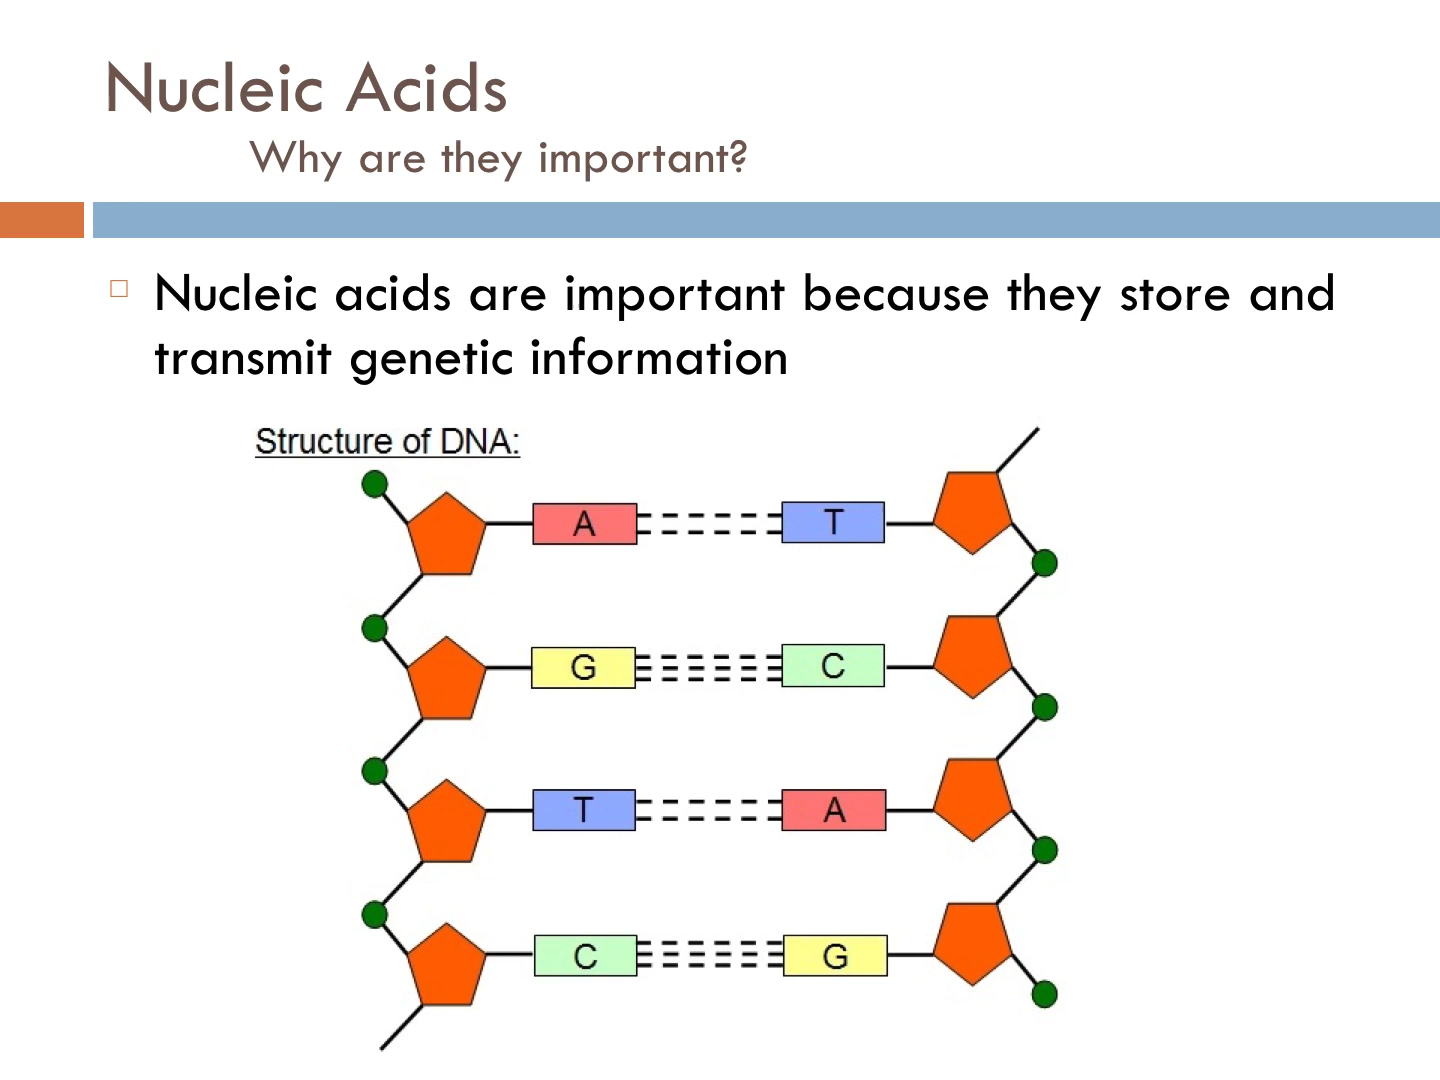 Nucleic Acids
Why are they important?
Nucleic acids are important because they store and
transmit genetic information
Structure of DNA:
A T
G C
T A
C G